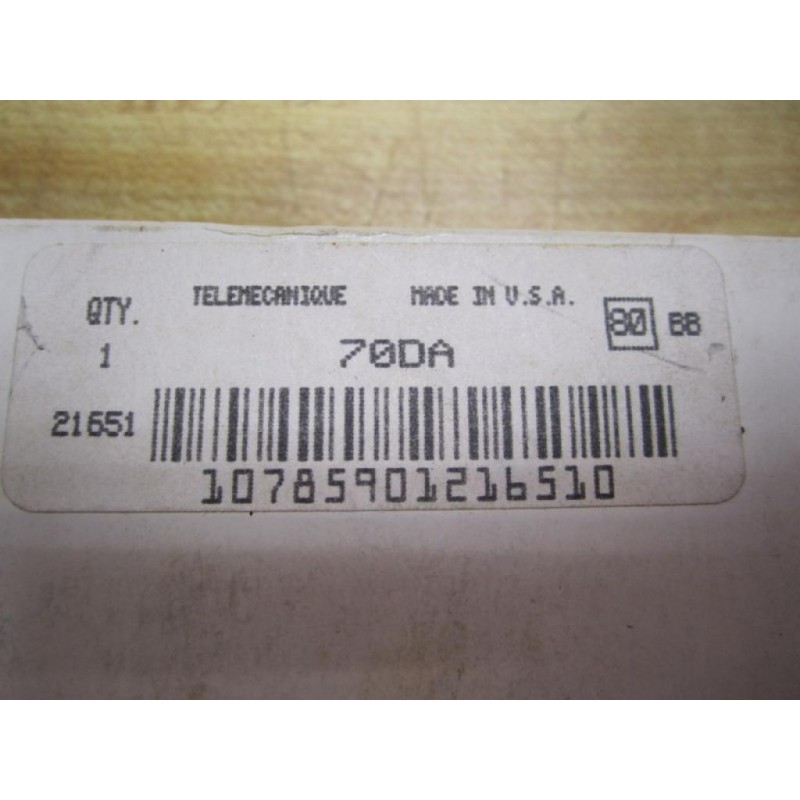 TELEMECANIQUE MADE IN U.S.A.
QTY. 80 BB
1 70DA
21651
10785901216510